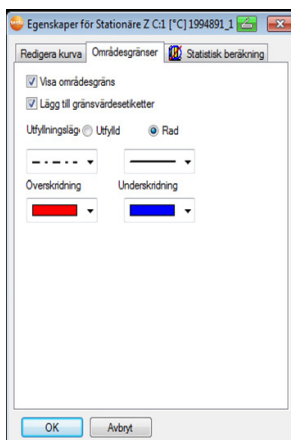 Egenskaper för Stationäre Z C:1 [°C] 1994891_1
Redigera kurva Områdesgränser Statistisk beräkning
Visa områdesgräns
Lägg till gränsvärdesetiketter
Utfyllningsläg Utfylld Rad
Överskridning Underskridning
OK Avbryt